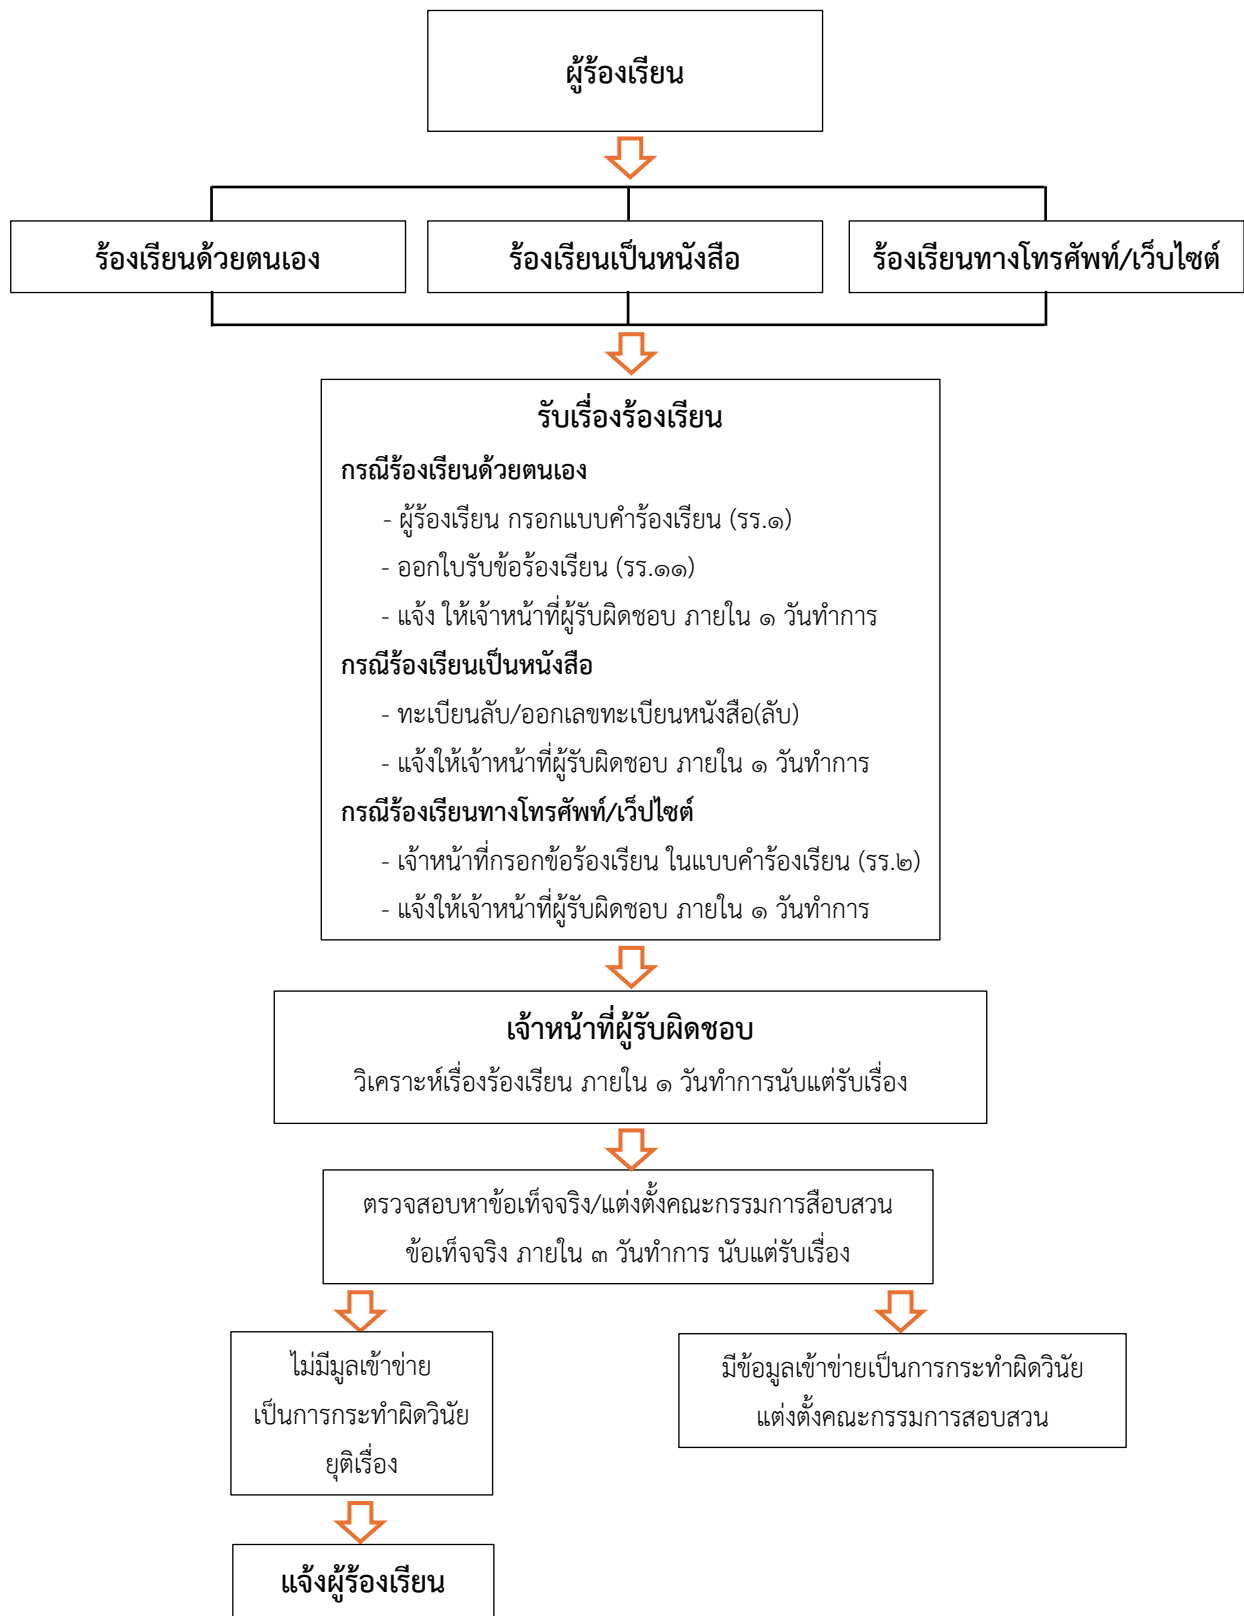 ผู้ร้องเรียน
ร้องเรียนด้วยตนเอง
ร้องเรียนเป็นหนังสือ
ร้องเรียนทางโทรศัพท์/เว็บไซต์
รับเรื่องร้องเรียน
กรณีร้องเรียนด้วยตนเอง
- ผู้ร้องเรียน กรอกแบบคำร้องเรียน (รร.๑)
- ออกใบรับข้อร้องเรียน (รร.๑๑)
- แจ้ง ให้เจ้าหน้าที่ผู้รับผิดชอบ ภายใน ๑ วันทำการ
กรณีร้องเรียนเป็นหนังสือ
- ทะเบียนลับ/ออกเลขทะเบียนหนังสือ(ลับ)
- แจ้งให้เจ้าหน้าที่ผู้รับผิดชอบ ภายใน ๑ วันทำการ
กรณีร้องเรียนทางโทรศัพท์/เว็ปไซต์
- เจ้าหน้าที่กรอกข้อร้องเรียน ในแบบคำร้องเรียน (รร.๒)
- แจ้งให้เจ้าหน้าที่ผู้รับผิดชอบ ภายใน ๑ วันทำการ
เจ้าหน้าที่ผู้รับผิดชอบ
วิเคราะห์เรื่องร้องเรียน ภายใน ๑ วันทำการนับแต่รับเรื่อง
ตรวจสอบหาข้อเท็จจริง/แต่งตั้งคณะกรรมการสืบสวน
ข้อเท็จจริง ภายใน ๓ วันทำการ นับแต่รับเรื่อง
ไม่มีมูลเข้าข่าย
เป็นการกระทำผิดวินัย
ยุติเรื่อง
มีข้อมูลเข้าข่ายเป็นการกระทำผิดวินัย
แต่งตั้งคณะกรรมการสอบสวน
แจ้งผู้ร้องเรียน